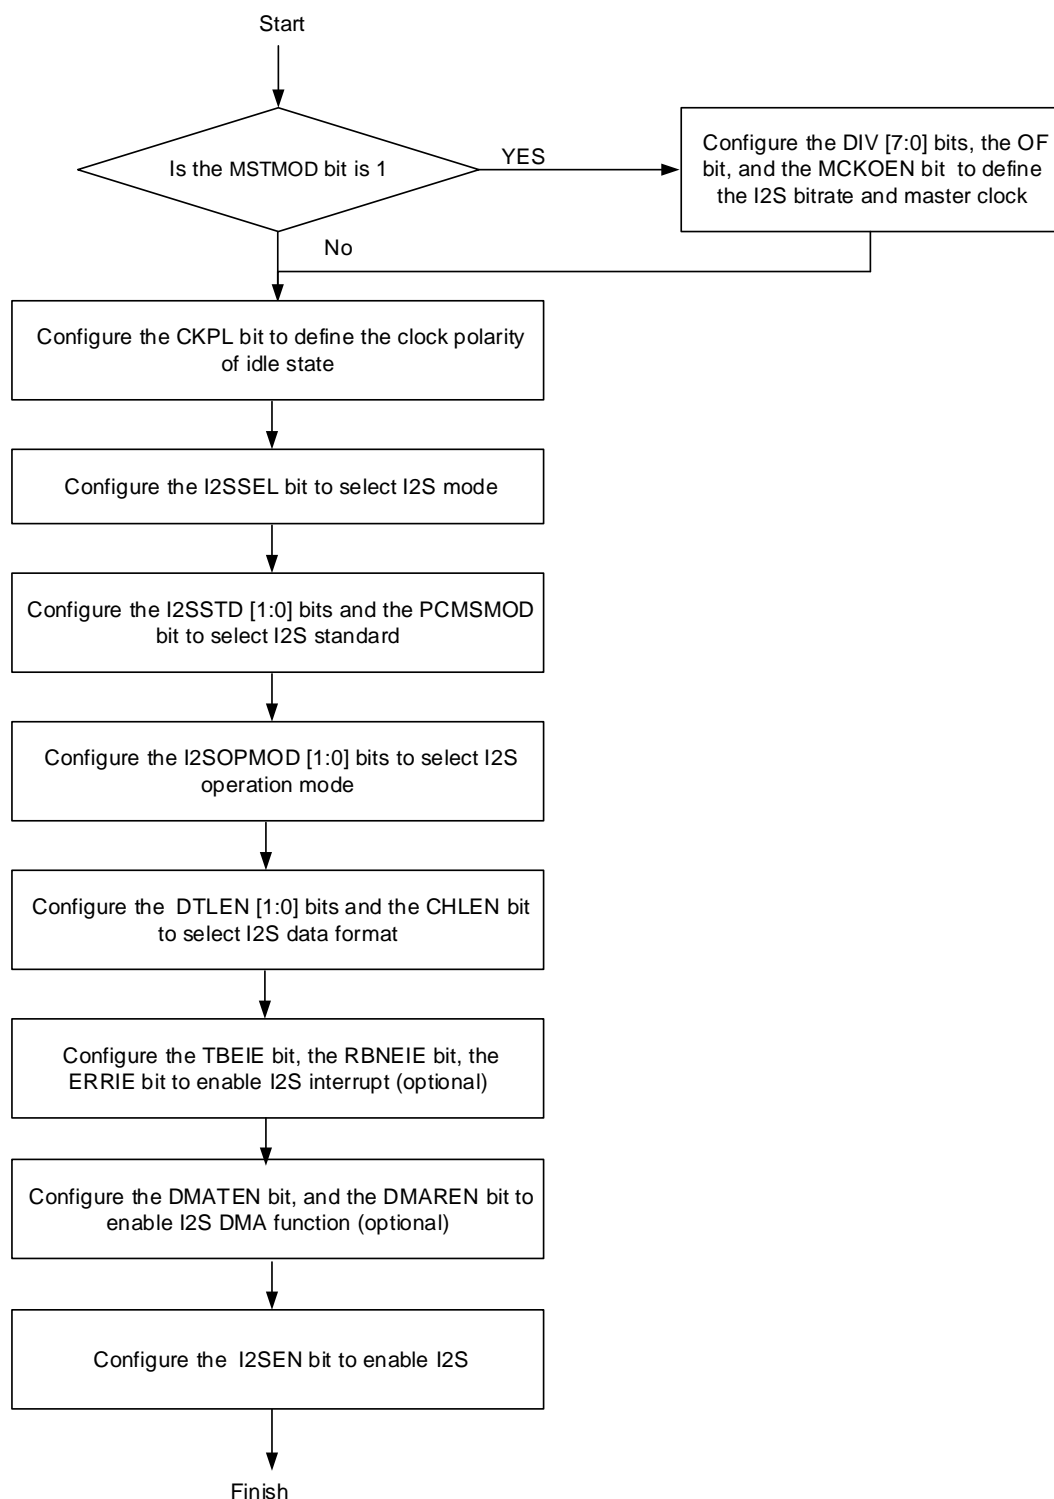 Start
Is the MSTMOD bit is 1
YES
Configure the DIV [7:0] bits, the OF
bit, and the MCKOEN bit to define
the I2S bitrate and master clock
No
Configure the CKPL bit to define the clock polarity
of idle state
Configure the I2SSEL bit to select I2S mode
Configure the I2SSTD [1:0] bits and the PCMSMOD
bit to select I2S standard
Configure the I2SOPMOD [1:0] bits to select I2S
operation mode
Configure the DTLEN [1:0] bits and the CHLEN bit
to select I2S data format
Configure the TBEIE bit, the RBNEIE bit, the
ERRIE bit to enable I2S interrupt (optional)
Configure the DMATEN bit, and the DMAREN bit to
enable I2S DMA function (optional)
Configure the I2SEN bit to enable I2S
Finish